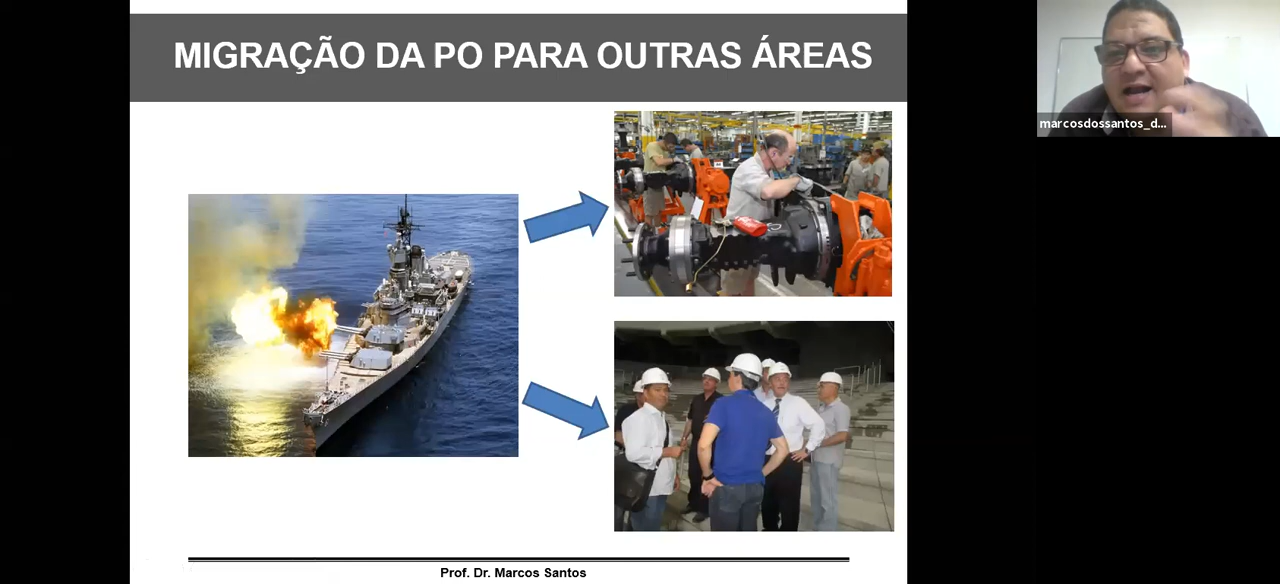 MIGRAÇÃO DA PO PARA OUTRAS ÁREAS
marcosdossantos_d...
Prof. Dr. Marcos Santos